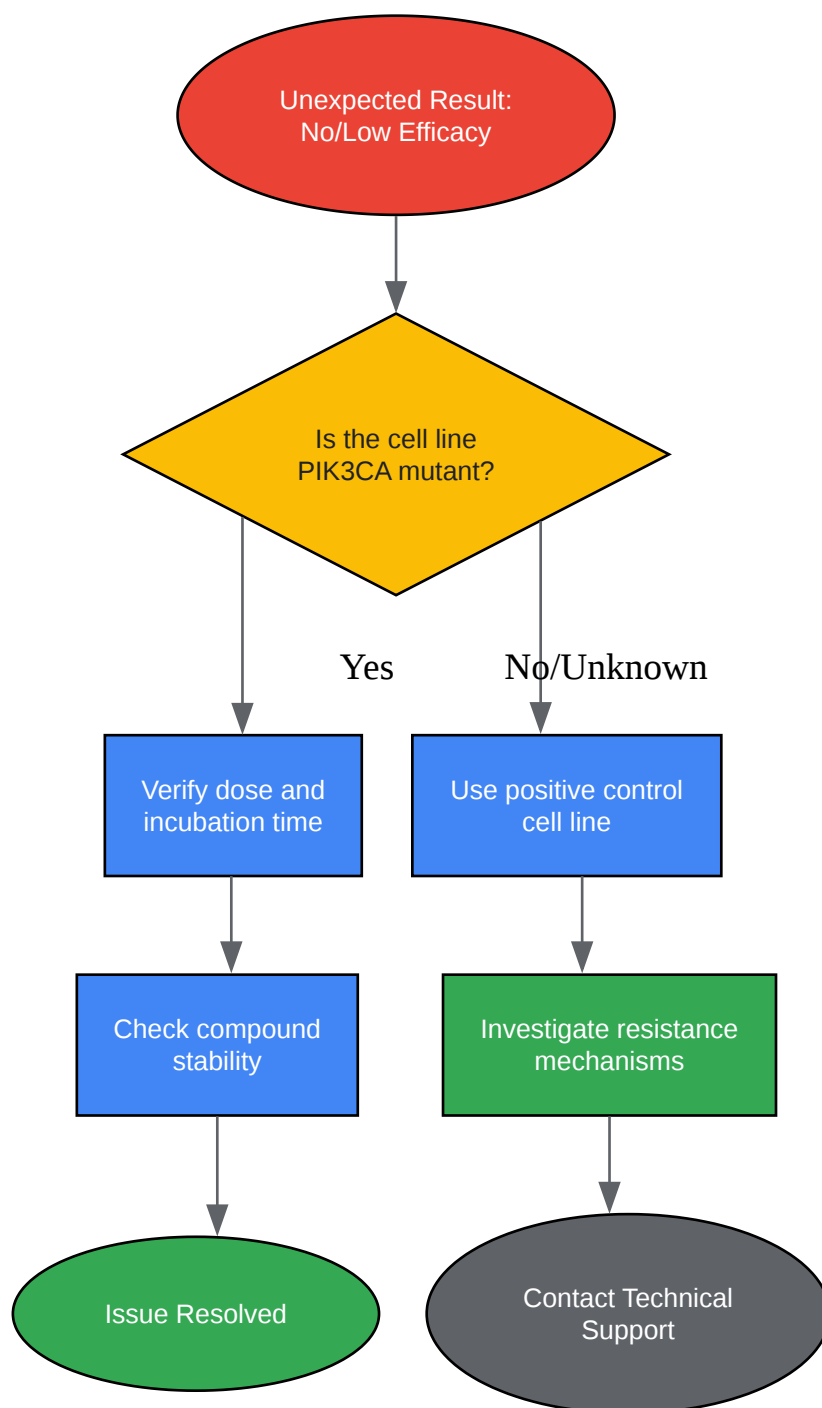 Unexpected Result:
No/Low Efficacy
Is the cell line
PIK3CA mutant?
Yes
No/Unknown
Verify dose and
incubation time
Use positive control
cell line
Check compound
stability
Investigate resistance
mechanisms
Issue Resolved
Contact Technical
Support